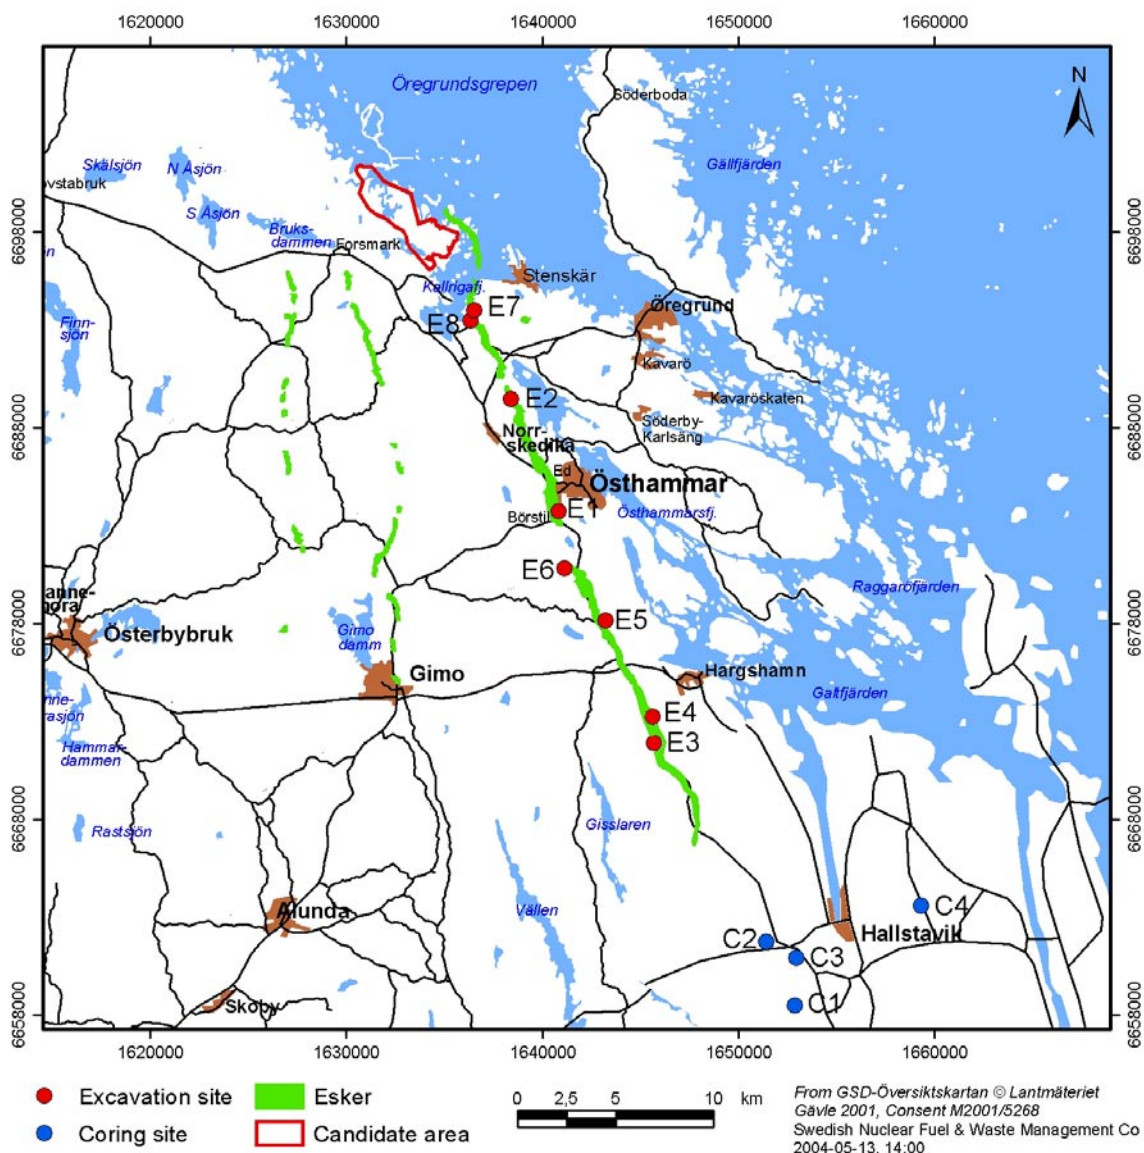 1620000
1630000
1640000
1650000
1660000
N
Öregrundsgrepen
Söderboda
Skälsjön
N Åsjön
Gällfjärden
ovstabruk
S Åsjön
6698000
6698000
Bruks-
dammen
Forsmark
Kallrigafj.
Stenskär
E7
Öregrund
E8
Finn-
sjön
Kavarö
E2
Kavaröskaten
6688000
6688000
Norr-
skedika
Söderby-
Karlsäng
Ed
Östhammar
Börstil
E1
Östhammarsfj.
E6
Raggaröfjärden
anne-
mora
Österbybruk
Gimo
damm
E5
6678000
6678000
Gimo
Hargshamn
Galtfjärden
nne-
rasjön
E4
Hammar-
dammen
E3
Rastsjön
Gisslaren
6668000
6668000
Alunda
Vällen
C4
Hallstavik
C2
C3
Skoby
C1
6658000
6658000
1620000
1630000
1640000
1650000
1660000
Excavation site
Esker
Coring site
Candidate area
0 2,5 5 10 km
From GSD-Översiktskartan © Lantmäteriet
Gävle 2001, Consent M2001/5268
Swedish Nuclear Fuel & Waste Management Co
2004-05-13, 14:00